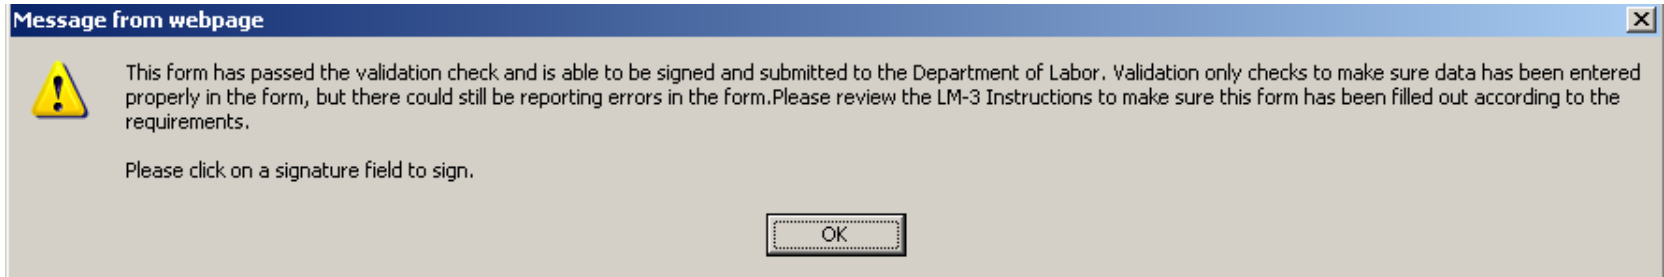 Message from webpage
This form has passed the validation check and is able to be signed and submitted to the Department of Labor. Validation only checks to make sure data has been entered
properly in the form, but there could still be reporting errors in the form.Please review the LM-3 Instructions to make sure this form has been filled out according to the
requirements.
Please click on a signature field to sign.
OK